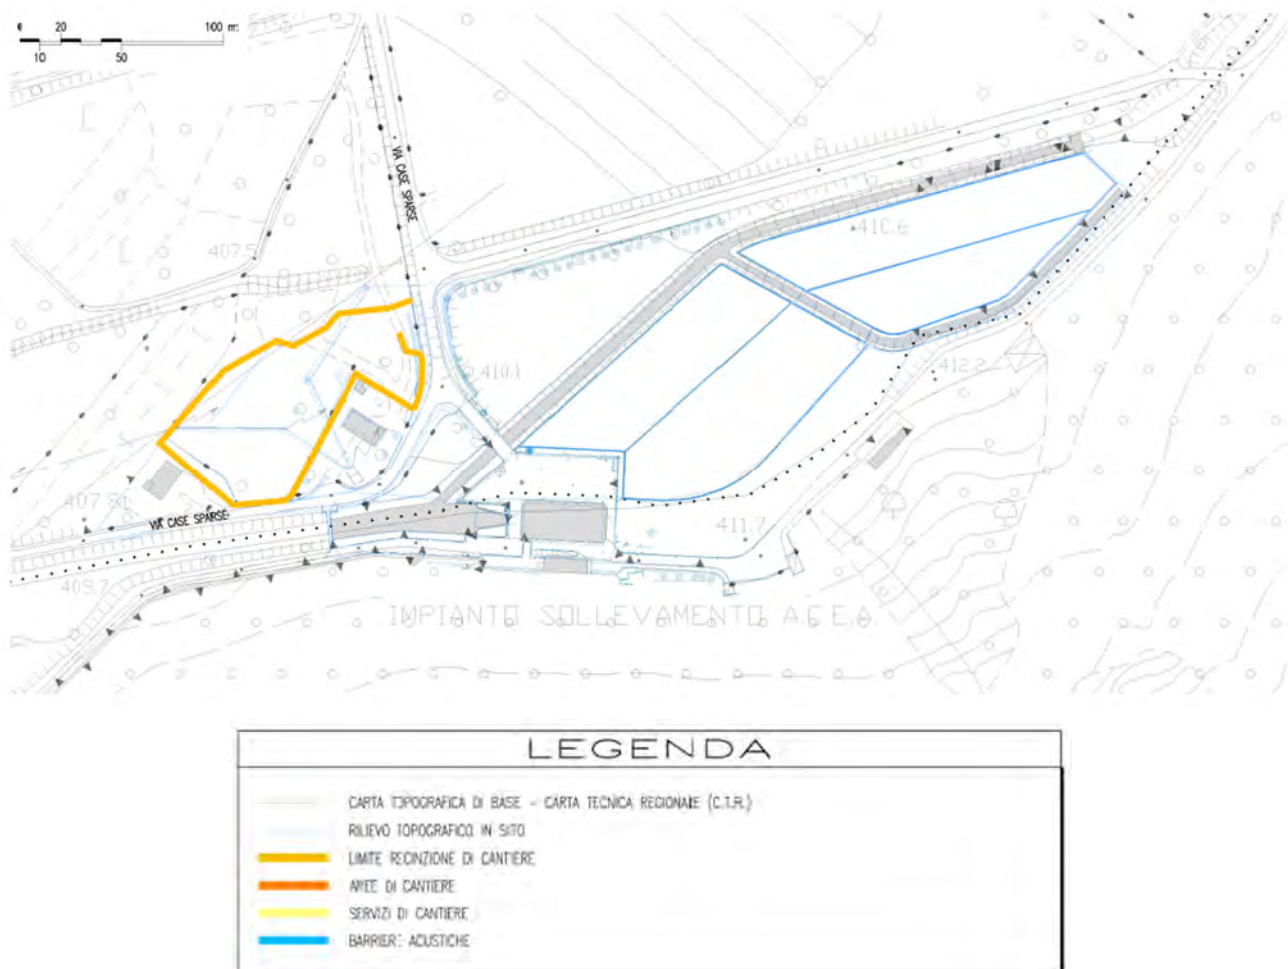 0 20 100 m
10 50
VIA CASE SPARSE
407.5
410.6
410.1
412.2
407.81
VIA CASE SPARSE
411.7
409.7
IMPIANTO SOLLEVAMENTO A.C.E.A.
LEGENDA
CARTA TOPOGRAFICA DI BASE - CARTA TECNICA REGIONALE (C.T.R.)
RILIEVO TOPOGRAFICO IN SITO
LIMITE RECINZIONE DI CANTIERE
AREE DI CANTIERE
SERVIZI DI CANTIERE
BARRIERE ACUSTICHE